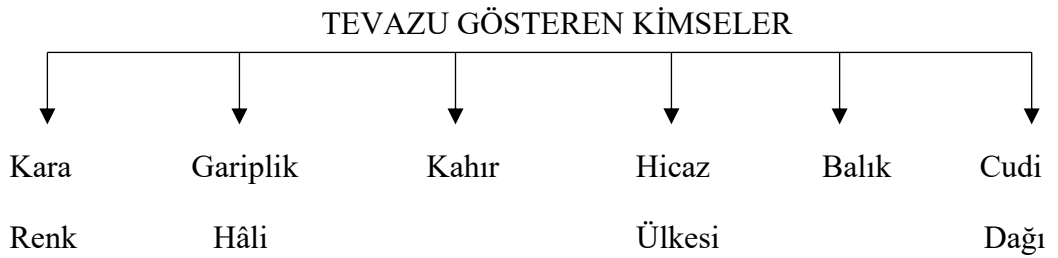 TEVAZU GÖSTEREN KİMSELER
Kara Gariplik Kahır Hicaz Balık Cudi
Renk Hâli Ülkesi Dağı